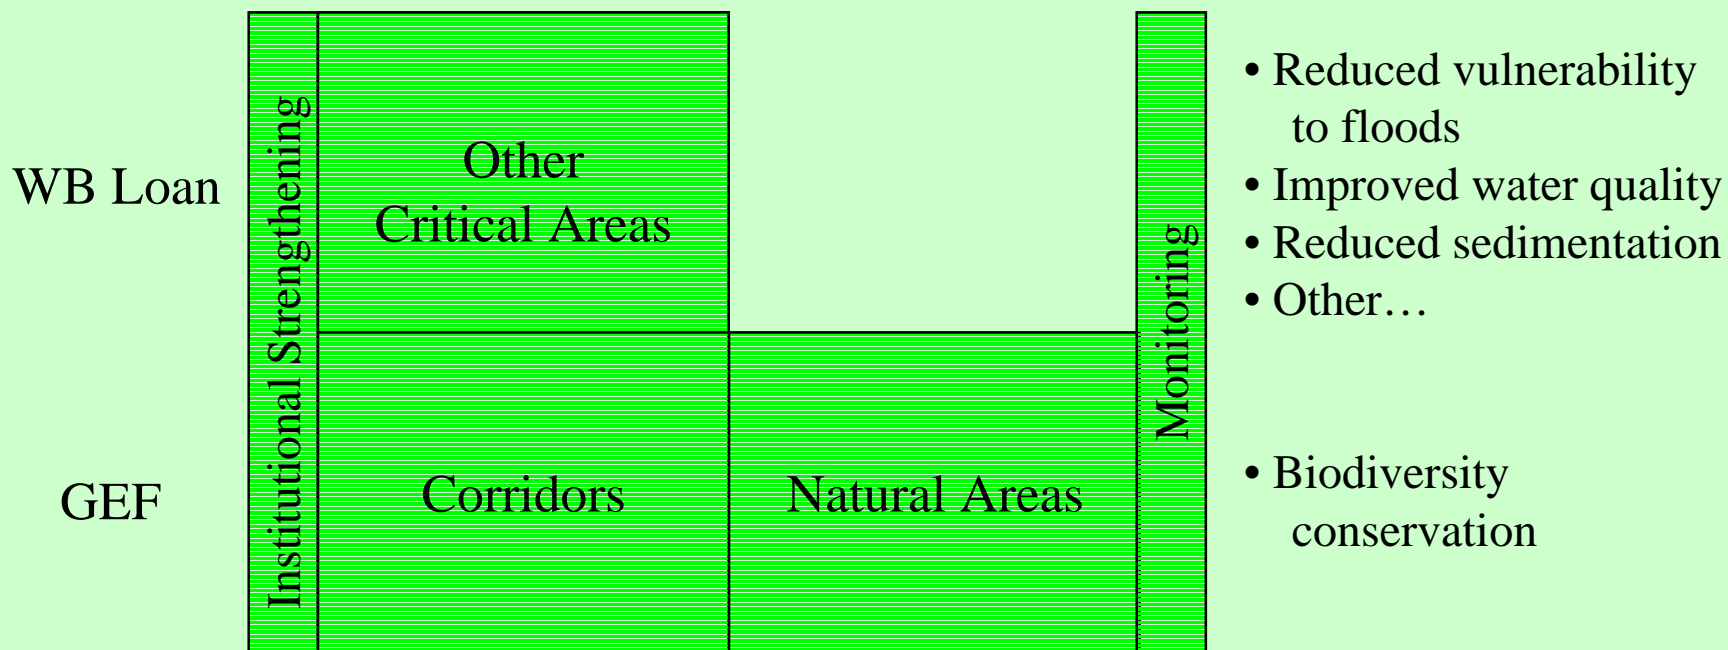 WB Loan
GEF
Institutional Strengthening
Other
Critical Areas
Corridors
Natural Areas
Monitoring
• Reduced vulnerability
to floods
• Improved water quality
• Reduced sedimentation
• Other…
• Biodiversity
conservation